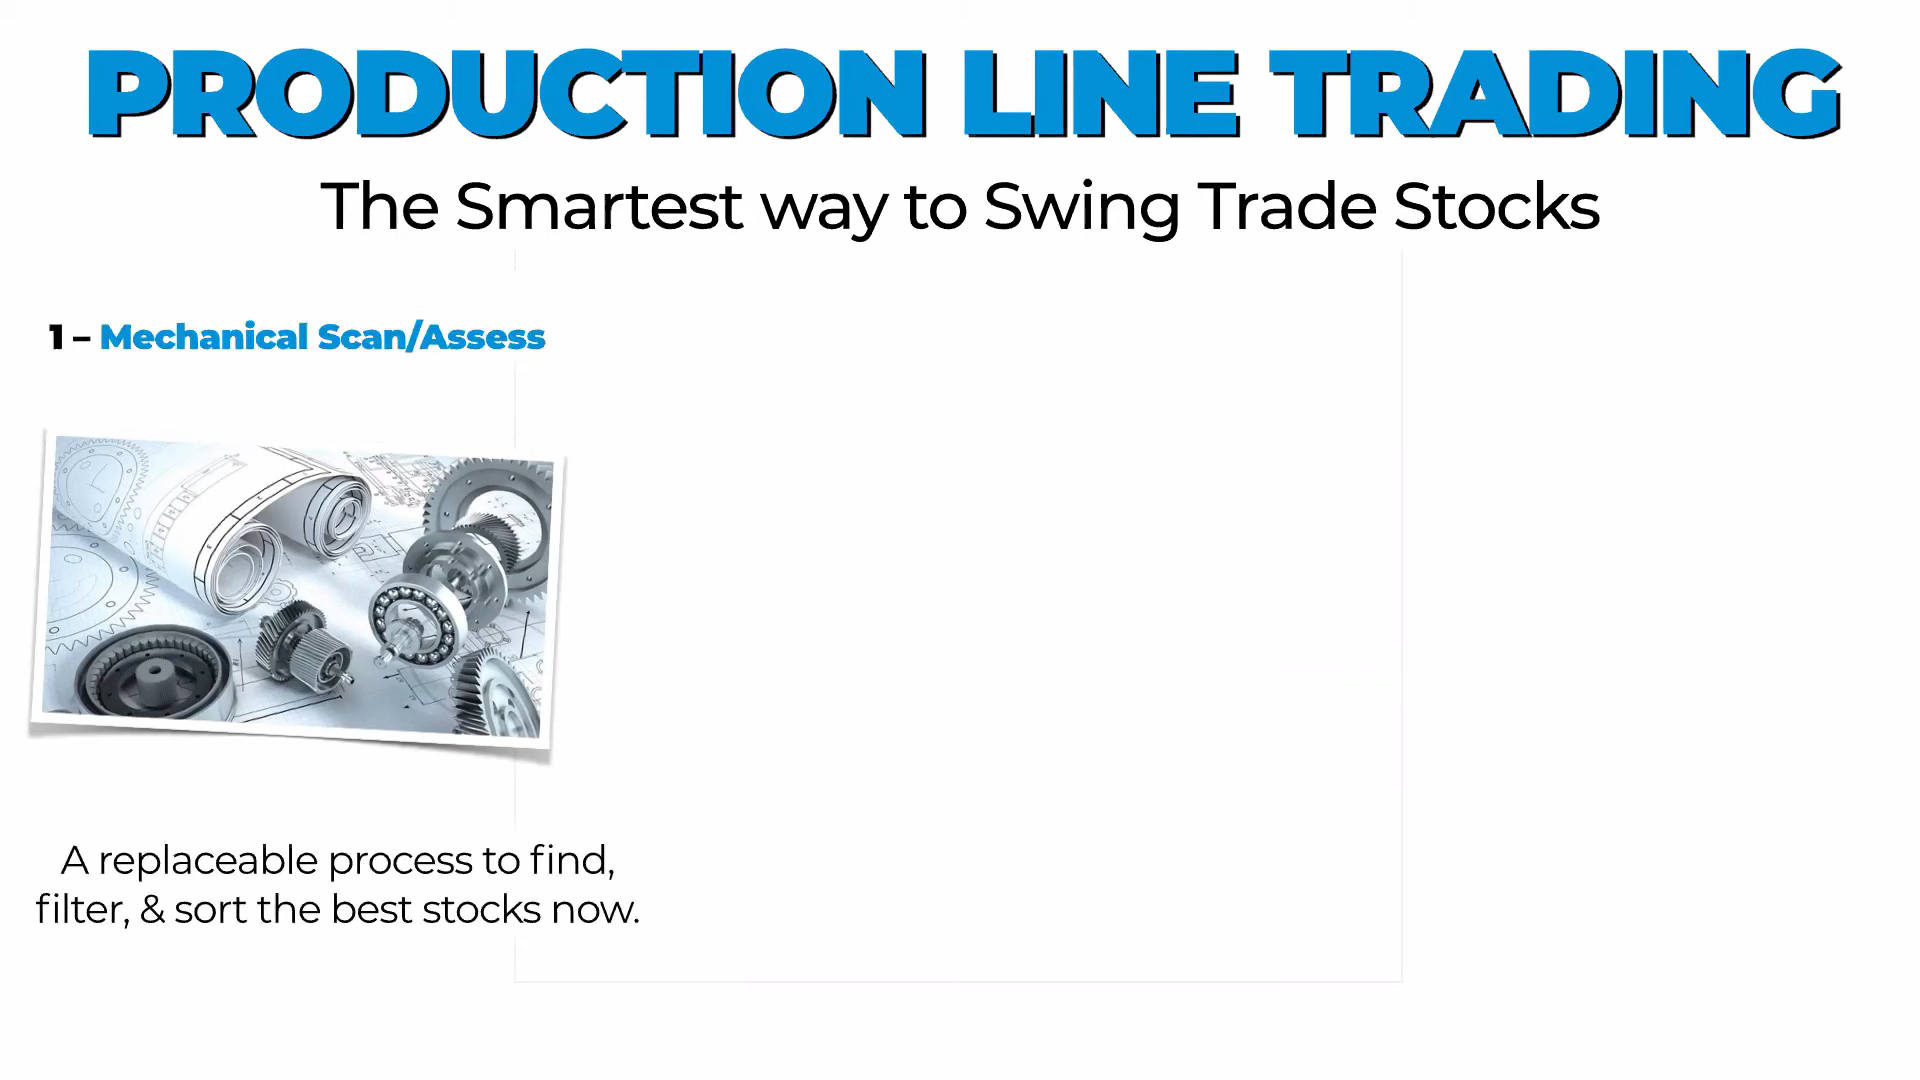 PRODUCTION LINE TRADING
The Smartest way to Swing Trade Stocks
1 – Mechanical Scan/Assess
A replaceable process to find,
filter, & sort the best stocks now.